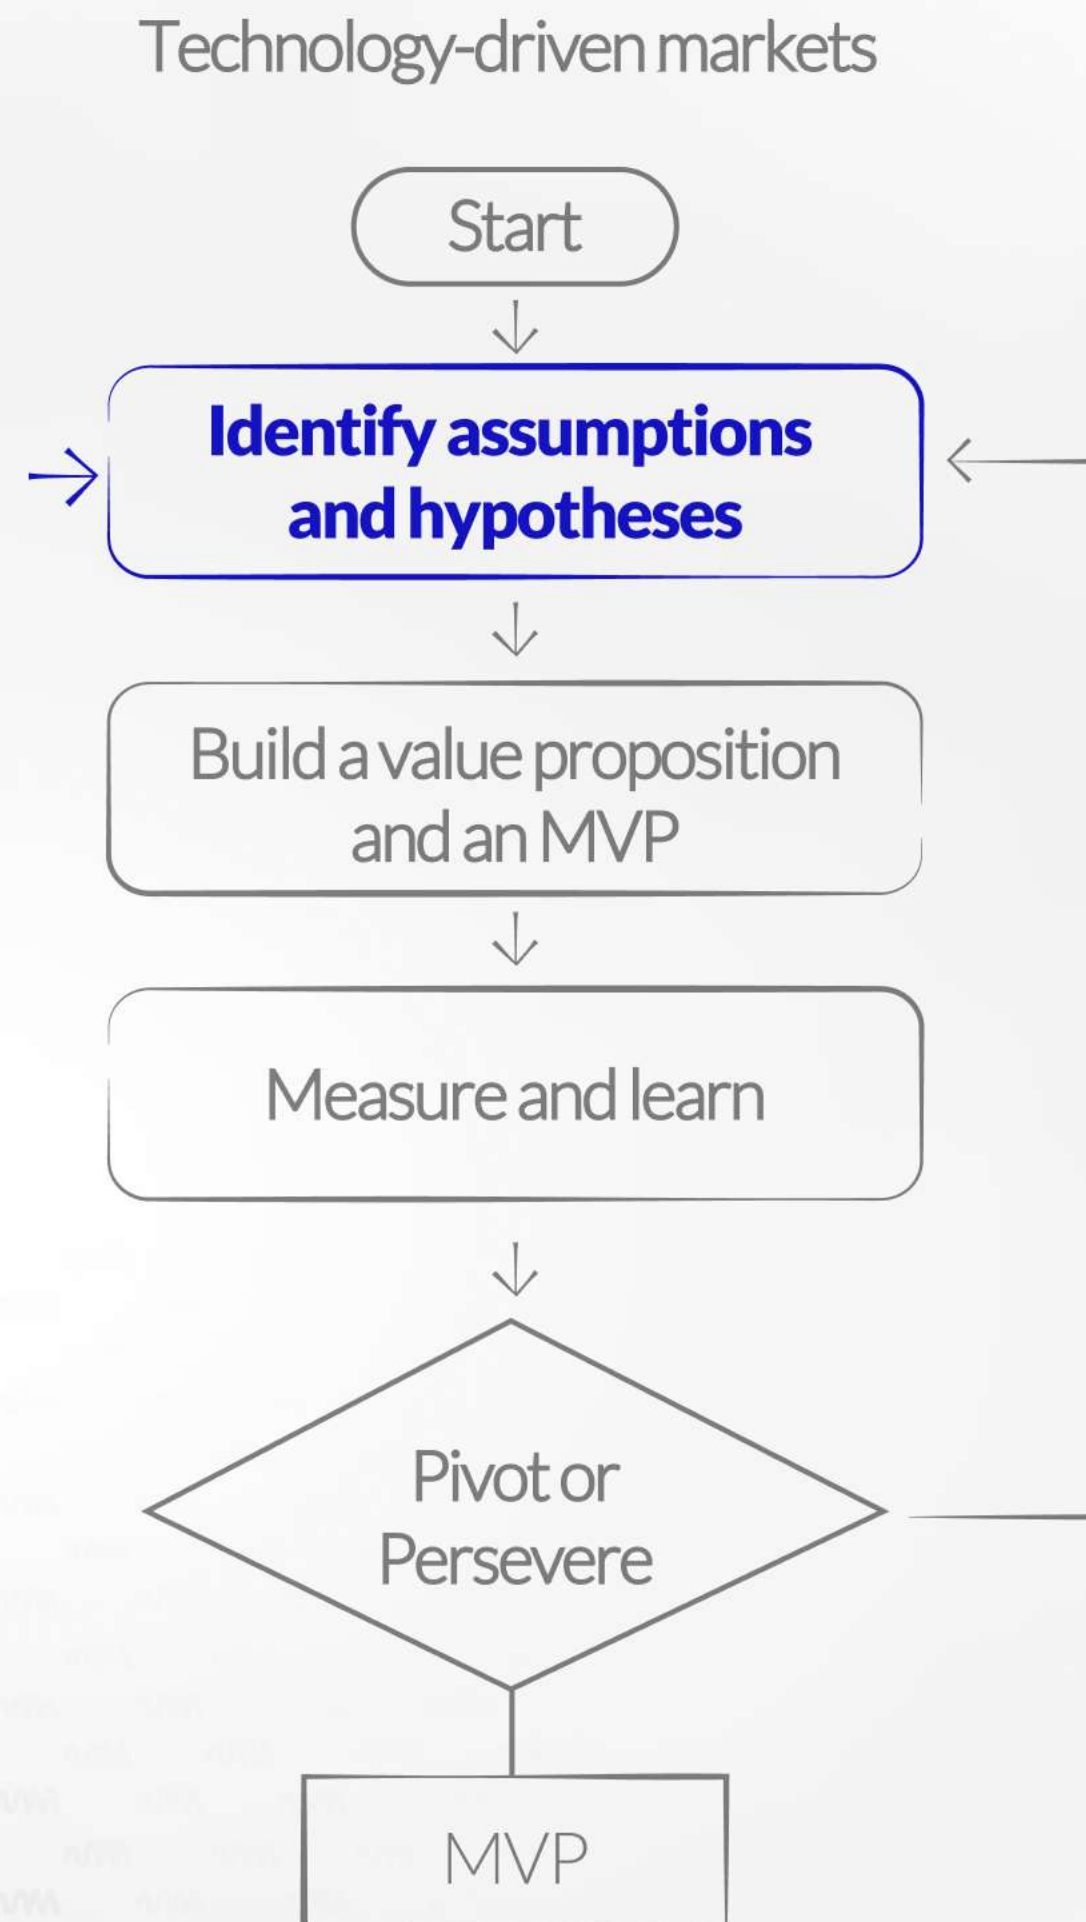 Technology-driven markets
Start
Identify assumptions
and hypotheses
Build a value proposition
and an MVP
Measure and learn
Pivot or
Persevere
MVP